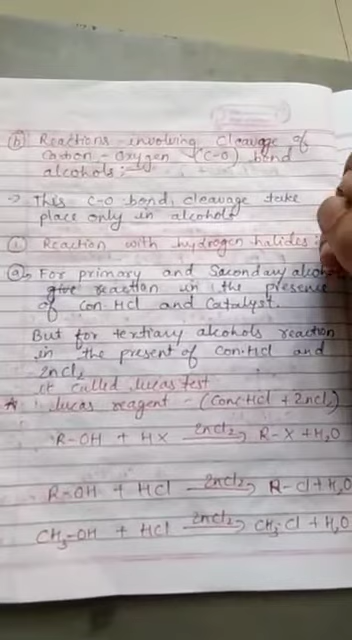 (b) Reactions involving Cleavage of
Carbon - Oxygen (C-O) bond
alcohols :-
→ This C-O bond cleavage take
place only in alcohols
(i) Reaction with hydrogen halides :-
(a) For primary and Secondary alcohols
give reaction in the presence
of Con. HCl and Catalyst.
But for tertiary alcohols reaction
in the present of Con. HCl and
ZnCl₂
it called lucas test
* lucas reagent - (Conc HCl + ZnCl₂)
R-OH + HX ZnCl₂→ R-X + H₂O
R-OH + HCl ZnCl₂→ R-Cl + H₂O
CH₃-OH + HCl ZnCl₂→ CH₃-Cl + H₂O